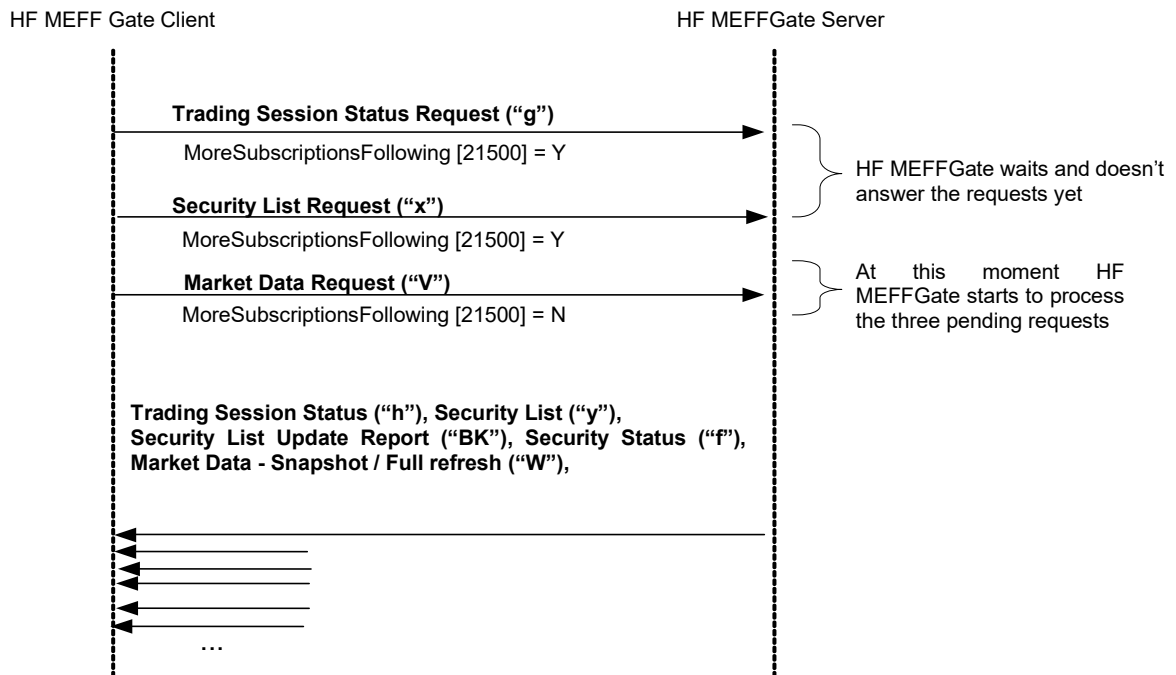 HF MEFF Gate Client
HF MEFFGate Server
Trading Session Status Request (“g”)
MoreSubscriptionsFollowing [21500] = Y
HF MEFFGate waits and doesn’t
answer the requests yet
Security List Request (“x”)
MoreSubscriptionsFollowing [21500] = Y
Market Data Request (“V”)
MoreSubscriptionsFollowing [21500] = N
At this moment HF
MEFFGate starts to process
the three pending requests
Trading Session Status (“h”), Security List (“y”),
Security List Update Report (“BK”), Security Status (“f”),
Market Data - Snapshot / Full refresh (“W”),
...